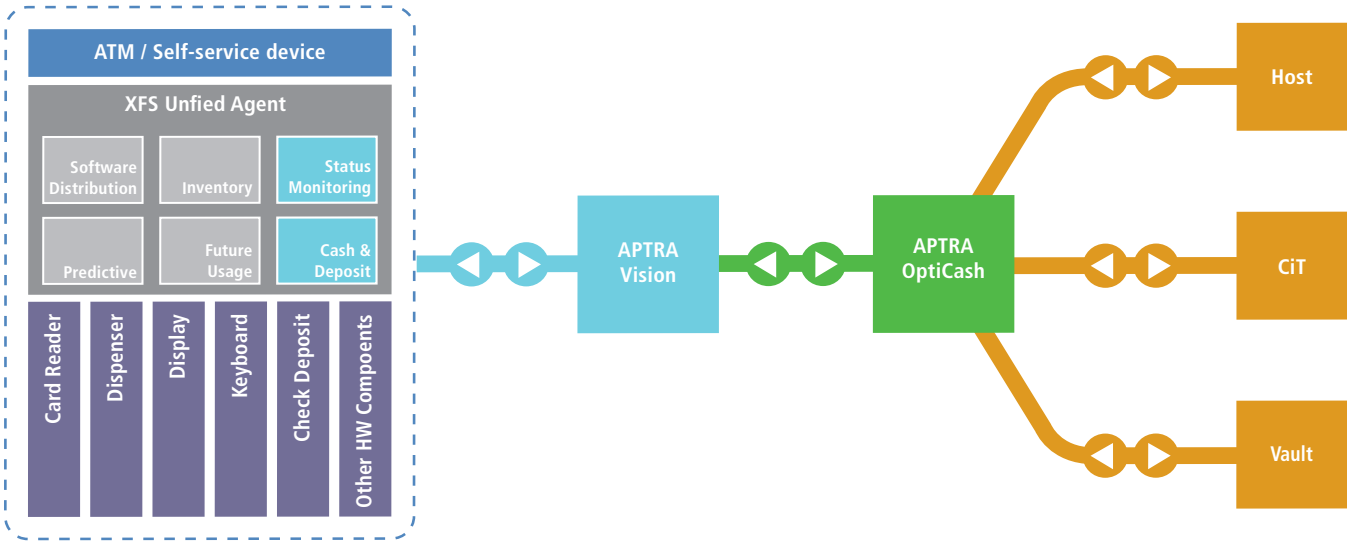 ATM / Self-service device
XFS Unfied Agent
Software
Distribution
Inventory
Status
Monitoring
Predictive
Future
Usage
Cash &
Deposit
Card Reader
Dispenser
Display
Keyboard
Check Deposit
Other HW Compoents
APTRA
Vision
APTRA
OptiCash
Host
CiT
Vault